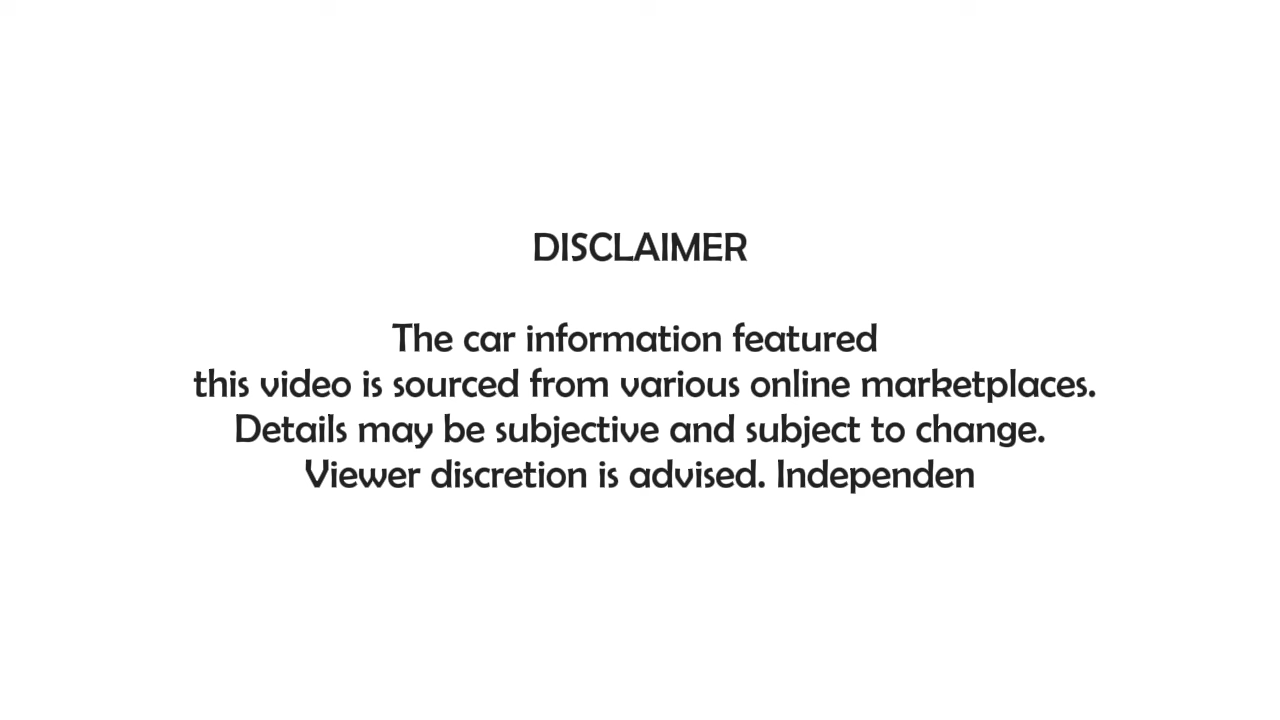 DISCLAIMER
The car information featured
this video is sourced from various online marketplaces.
Details may be subjective and subject to change.
Viewer discretion is advised. Independen